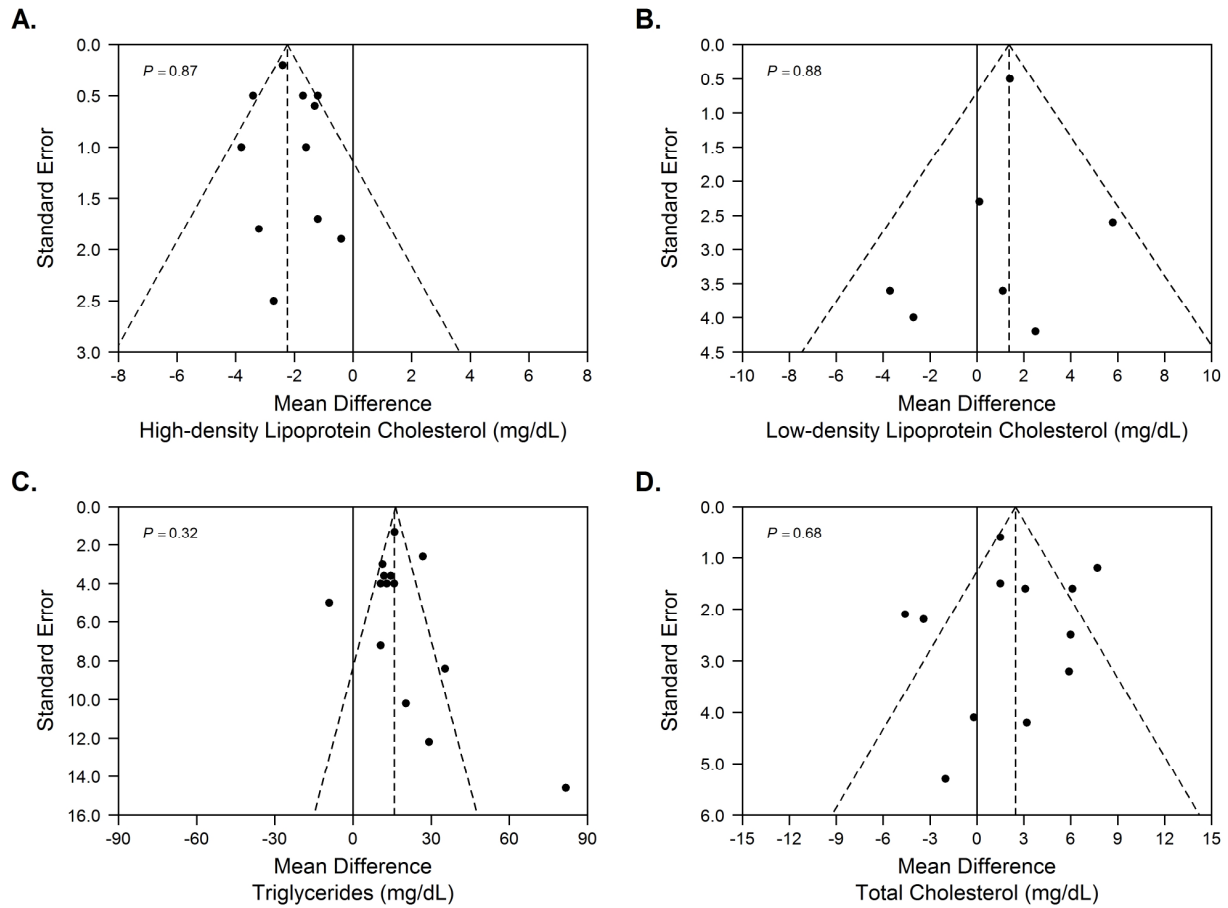 A.
P = 0.87
0.0
0.5
1.0
1.5
2.0
2.5
3.0
Standard Error
-8 -6 -4 -2 0 2 4 6 8
Mean Difference
High-density Lipoprotein Cholesterol (mg/dL)
B.
P = 0.88
0.0
0.5
1.0
1.5
2.0
2.5
3.0
3.5
4.0
4.5
Standard Error
-10 -8 -6 -4 -2 0 2 4 6 8 10
Mean Difference
Low-density Lipoprotein Cholesterol (mg/dL)
C.
P = 0.32
0.0
2.0
4.0
6.0
8.0
10.0
12.0
14.0
16.0
Standard Error
-90 -60 -30 0 30 60 90
Mean Difference
Triglycerides (mg/dL)
D.
P = 0.68
0.0
1.0
2.0
3.0
4.0
5.0
6.0
Standard Error
-15 -12 -9 -6 -3 0 3 6 9 12 15
Mean Difference
Total Cholesterol (mg/dL)